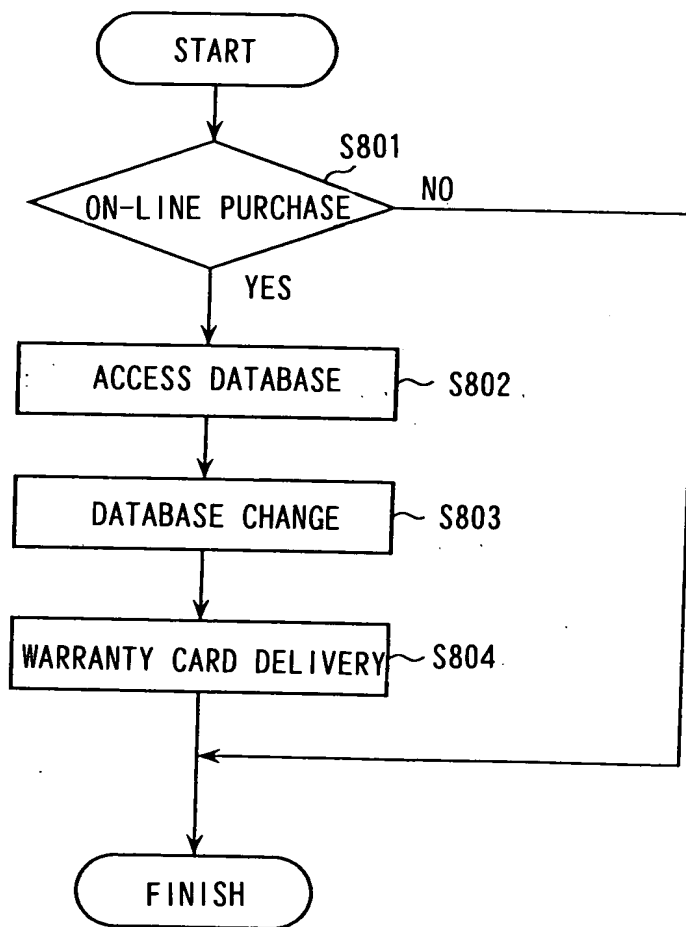 START
S801
ON-LINE PURCHASE
NO
YES
ACCESS DATABASE
S802
DATABASE CHANGE
S803
WARRANTY CARD DELIVERY
S804
FINISH